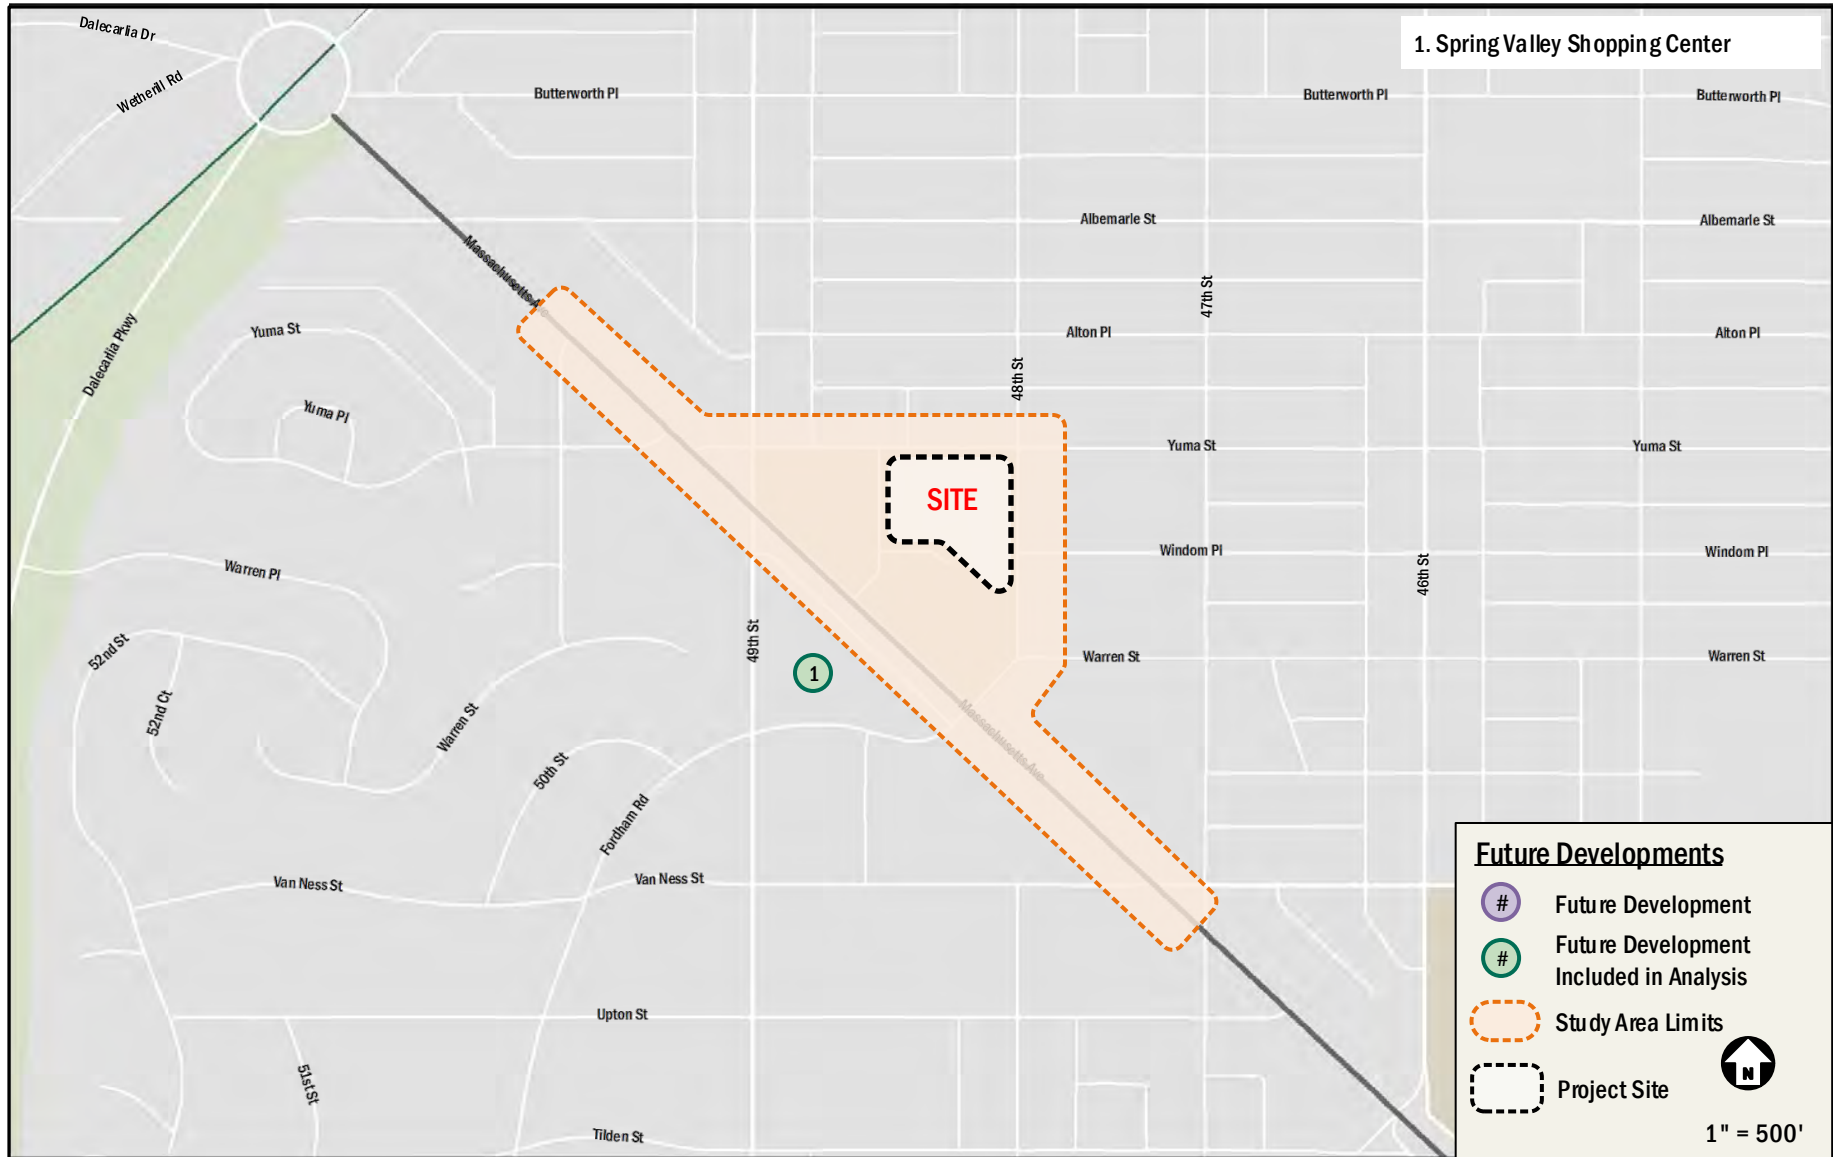 Dalecarlia Dr
1. Spring Valley Shopping Center
Wetherill Rd
Butterworth Pl
Butterworth Pl
Butterworth Pl
Albemarle St
Albemarle St
Massachusetts Ave
47th St
Yuma St
Alton Pl
Alton Pl
Dalecarlia Pkwy
48th St
Yuma Pl
Yuma St
Yuma St
SITE
Windom Pl
Windom Pl
Warren Pl
46th St
49th St
52nd St
Warren St
Warren St
1
52nd Ct
Warren St
Massachusetts Ave
50th St
Fordham Rd
Van Ness St
Van Ness St
Upton St
51st St
Tilden St
Future Developments
# Future Development
# Future Development
Included in Analysis
Study Area Limits
N
Project Site
1" = 500'